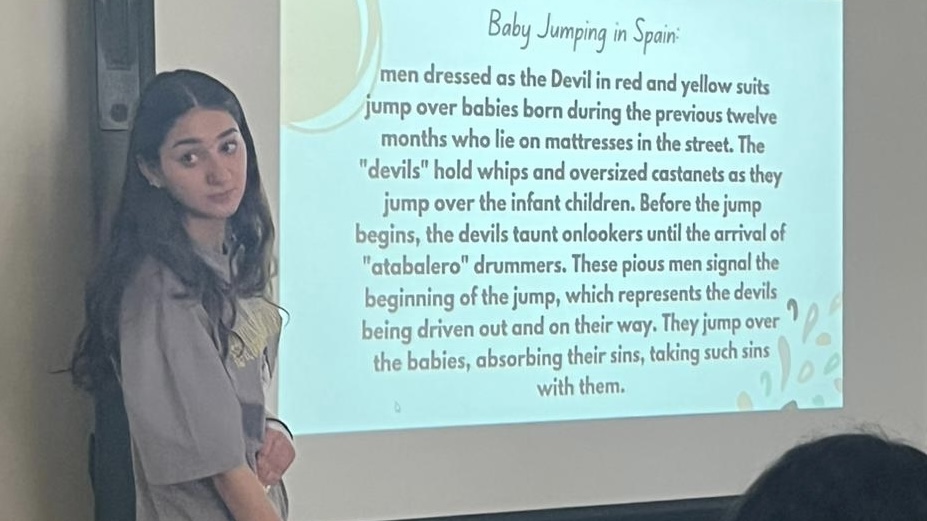 Baby Jumping in Spain:
men dressed as the Devil in red and yellow suits
jump over babies born during the previous twelve
months who lie on mattresses in the street. The
"devils" hold whips and oversized castanets as they
jump over the infant children. Before the jump
begins, the devils taunt onlookers until the arrival of
"atabalero" drummers. These pious men signal the
beginning of the jump, which represents the devils
being driven out and on their way. They jump over
the babies, absorbing their sins, taking such sins
with them.